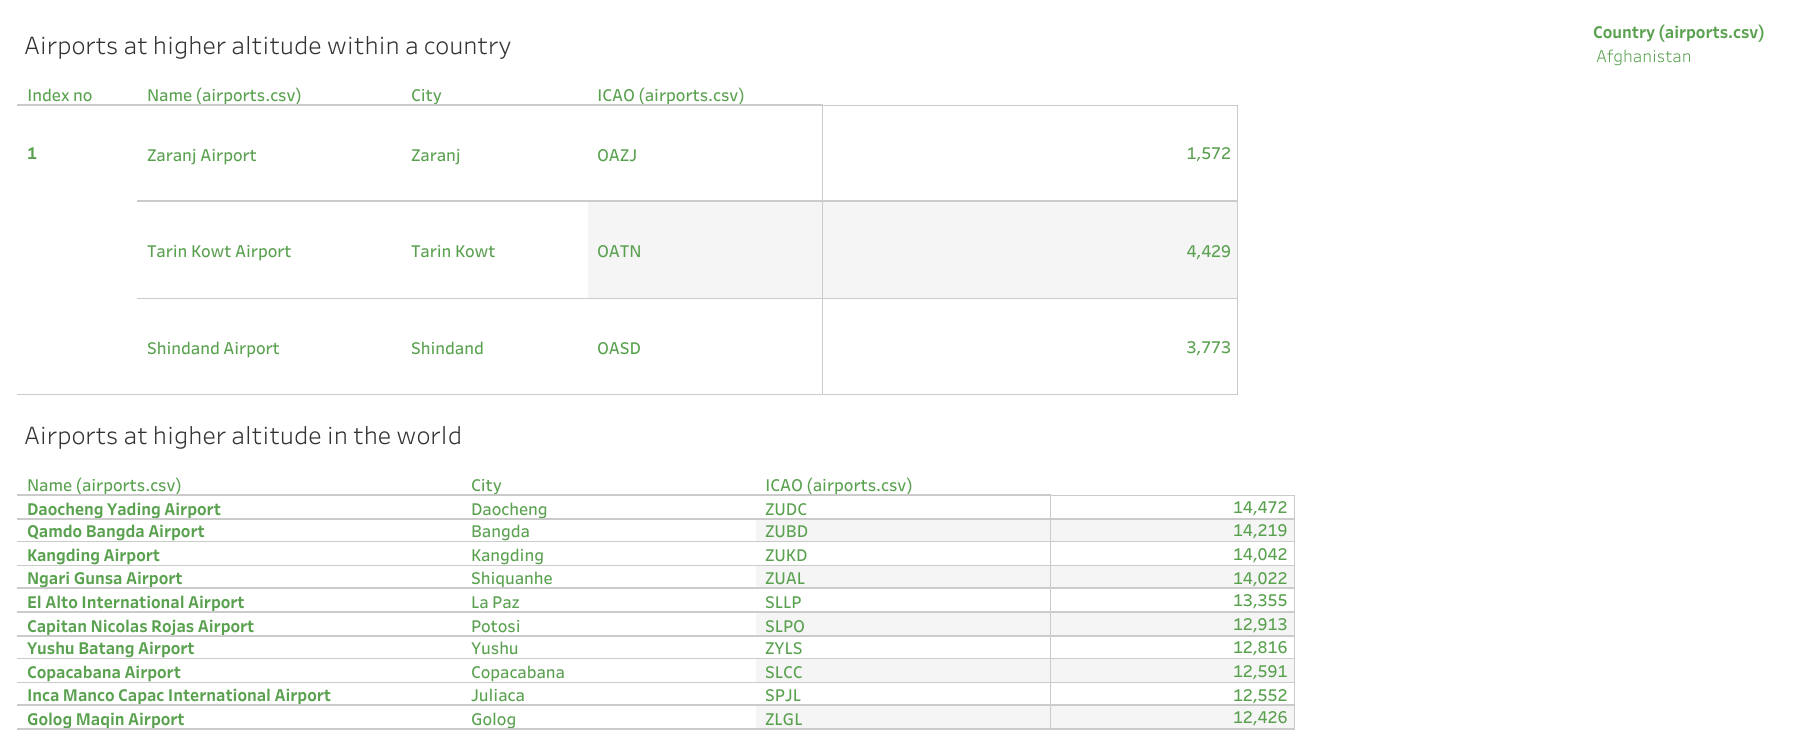 Airports at higher altitude within a country
Country (airports.csv)
Afghanistan
Index no Name (airports.csv) City ICAO (airports.csv)
1 Zaranj Airport Zaranj OAZJ 1,572
Tarin Kowt Airport Tarin Kowt OATN 4,429
Shindand Airport Shindand OASD 3,773
Airports at higher altitude in the world
Name (airports.csv) City ICAO (airports.csv)
Daocheng Yading Airport Daocheng ZUDC 14,472
Qamdo Bangda Airport Bangda ZUBD 14,219
Kangding Airport Kangding ZUKD 14,042
Ngari Gunsa Airport Shiquanhe ZUAL 14,022
El Alto International Airport La Paz SLLP 13,355
Capitan Nicolas Rojas Airport Potosi SLPO 12,913
Yushu Batang Airport Yushu ZYLS 12,816
Copacabana Airport Copacabana SLCC 12,591
Inca Manco Capac International Airport Juliaca SPJL 12,552
Golog Maqin Airport Golog ZLGL 12,426